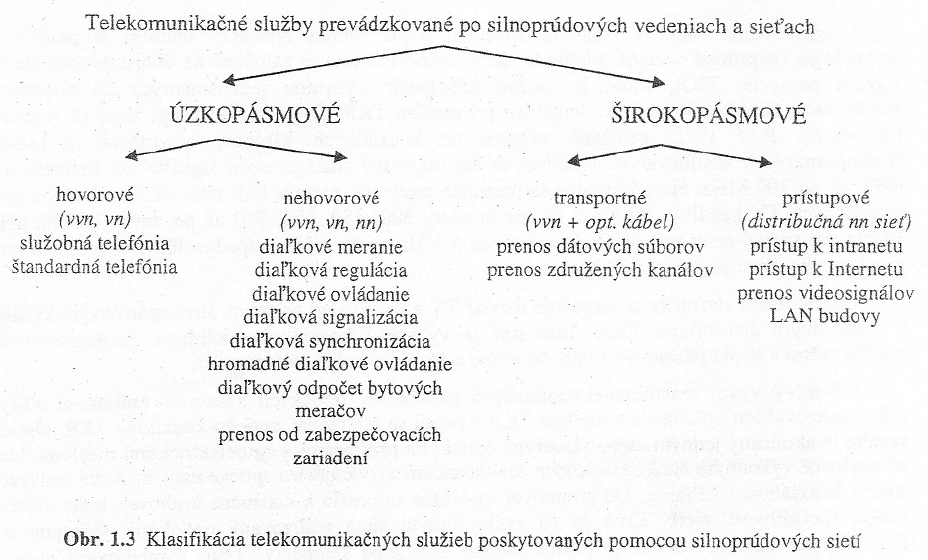 Telekomunikačné služby prevádzkované po silnoprúdových vedeniach a sieťach
ÚZKOPÁSMOVÉ
ŠIROKOPÁSMOVÉ
hovorové
(vvn, vn)
služobná telefónia
štandardná telefónia
nehovorové
(vvn, vn, nn)
diaľkové meranie
diaľková regulácia
diaľkové ovládanie
diaľková signalizácia
diaľková synchronizácia
hromadné diaľkové ovládanie
diaľkový odpočet bytových
meračov
prenos od zabezpečovacích
zariadení
transportné
(vvn + opt. kábel)
prenos dátových súborov
prenos združených kanálov
prístupové
(distribučná nn sieť)
prístup k intranetu
prístup k Internetu
prenos videosignálov
LAN budovy
Obr. 1.3 Klasifikácia telekomunikačných služieb poskytovaných pomocou silnoprúdových sietí